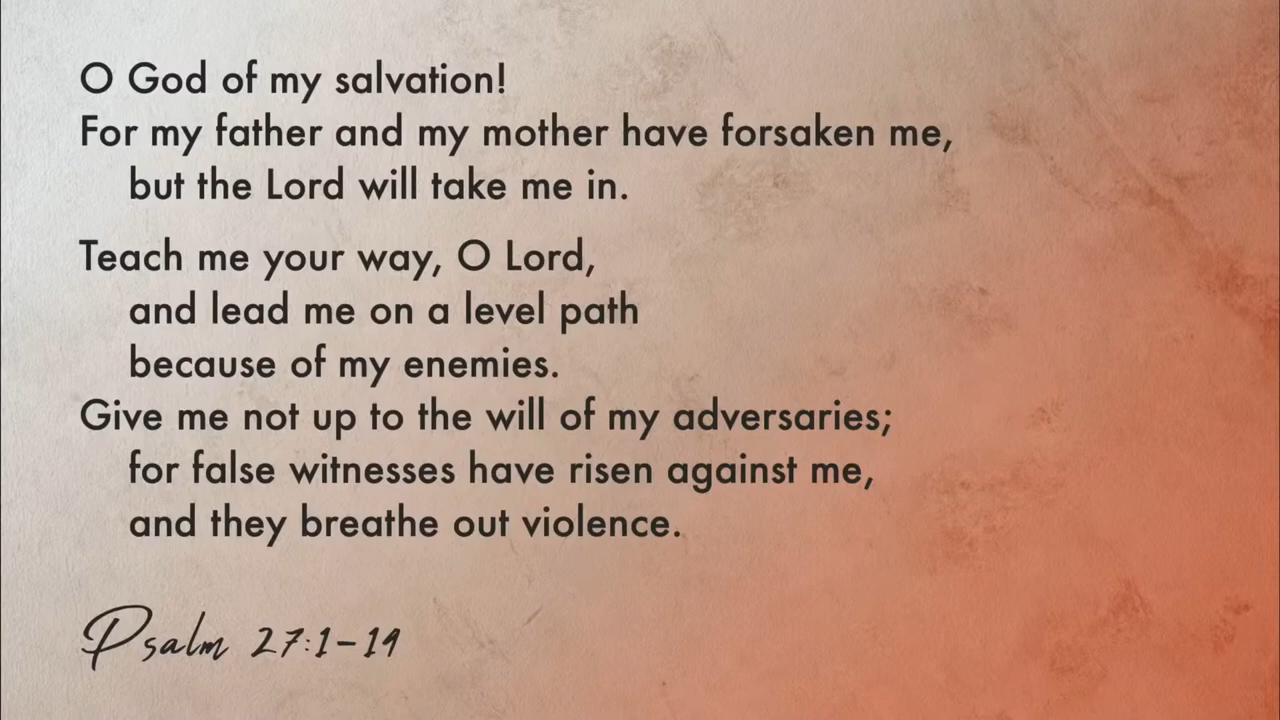 O God of my salvation!
For my father and my mother have forsaken me,
but the Lord will take me in.
Teach me your way, O Lord,
and lead me on a level path
because of my enemies.
Give me not up to the will of my adversaries;
for false witnesses have risen against me,
and they breathe out violence.
Psalm 27:1-14